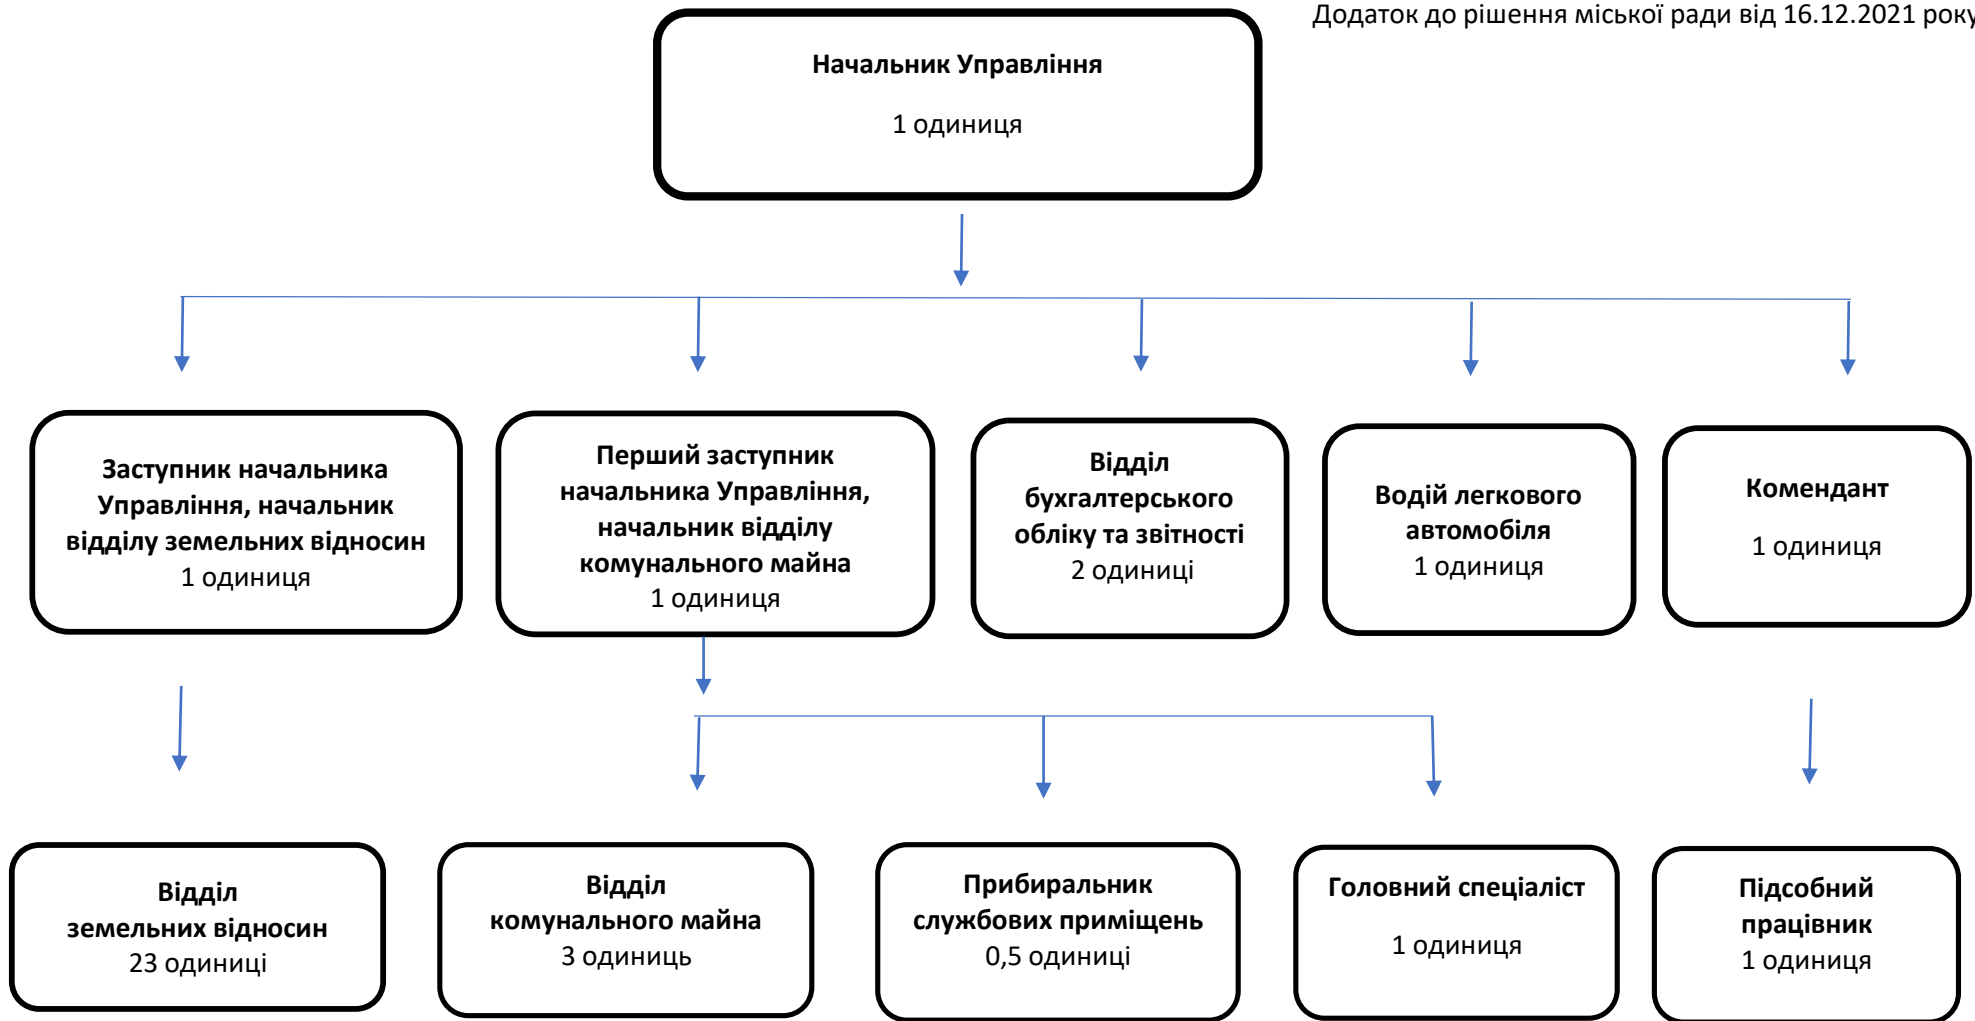 Додаток до рішення міської ради від 16.12.2021 року
Начальник Управління
1 одиниця
Заступник начальника
Управління, начальник
відділу земельних відносин
1 одиниця
Перший заступник
начальника Управління,
начальник відділу
комунального майна
1 одиниця
Відділ
бухгалтерського
обліку та звітності
2 одиниці
Водій легкового
автомобіля
1 одиниця
Комендант
1 одиниця
Відділ
земельних відносин
23 одиниці
Відділ
комунального майна
3 одиниць
Прибиральник
службових приміщень
0,5 одиниці
Головний спеціаліст
1 одиниця
Підсобний
працівник
1 одиниця